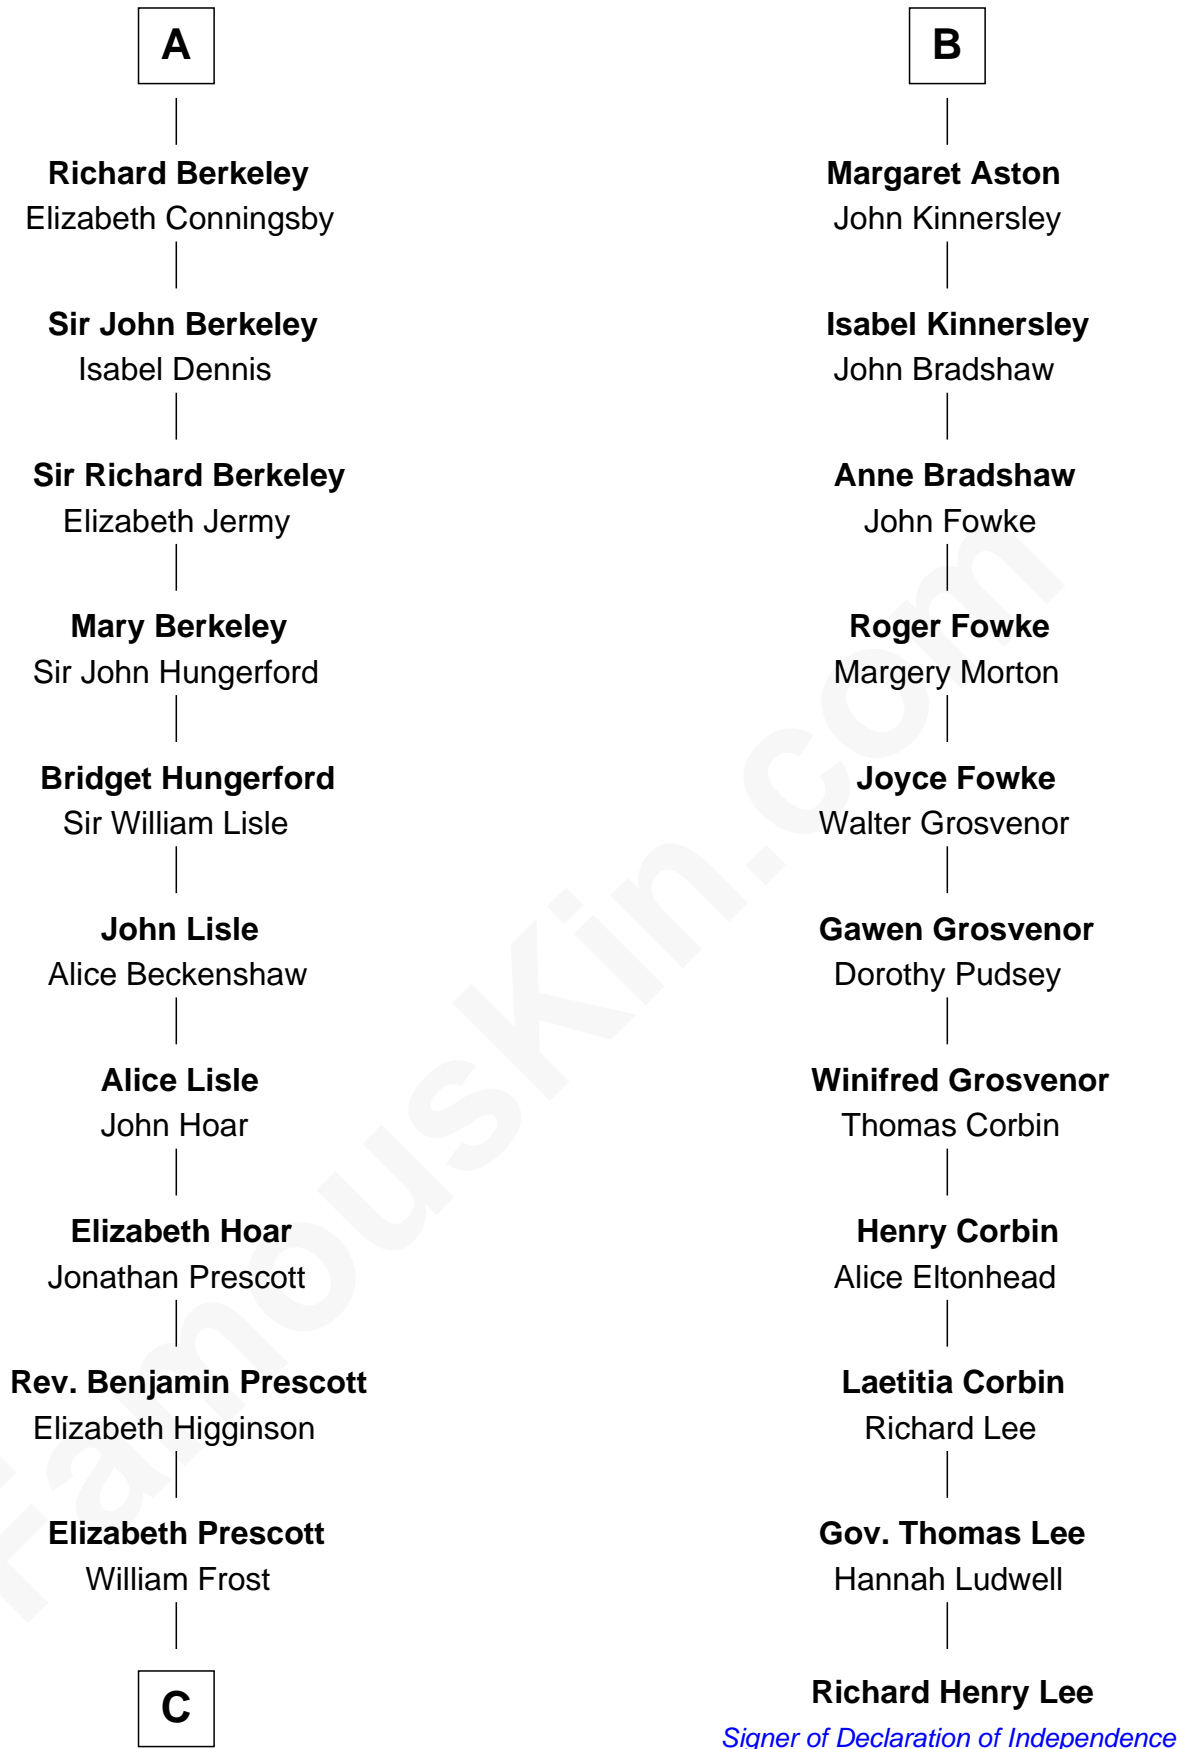 A
Richard Berkeley
Elizabeth Conningsby
Sir John Berkeley
Isabel Dennis
Sir Richard Berkeley
Elizabeth Jermy
Mary Berkeley
Sir John Hungerford
Bridget Hungerford
Sir William Lisle
John Lisle
Alice Beckenshaw
Alice Lisle
John Hoar
Elizabeth Hoar
Jonathan Prescott
Rev. Benjamin Prescott
Elizabeth Higginson
Elizabeth Prescott
William Frost
C
B
Margaret Aston
John Kinnersley
Isabel Kinnersley
John Bradshaw
Anne Bradshaw
John Fowke
Roger Fowke
Margery Morton
Joyce Fowke
Walter Grosvenor
Gawen Grosvenor
Dorothy Pudsey
Winifred Grosvenor
Thomas Corbin
Henry Corbin
Alice Eltonhead
Laetitia Corbin
Richard Lee
Gov. Thomas Lee
Hannah Ludwell
Richard Henry Lee
Signer of Declaration of Independence
FamousKin.com